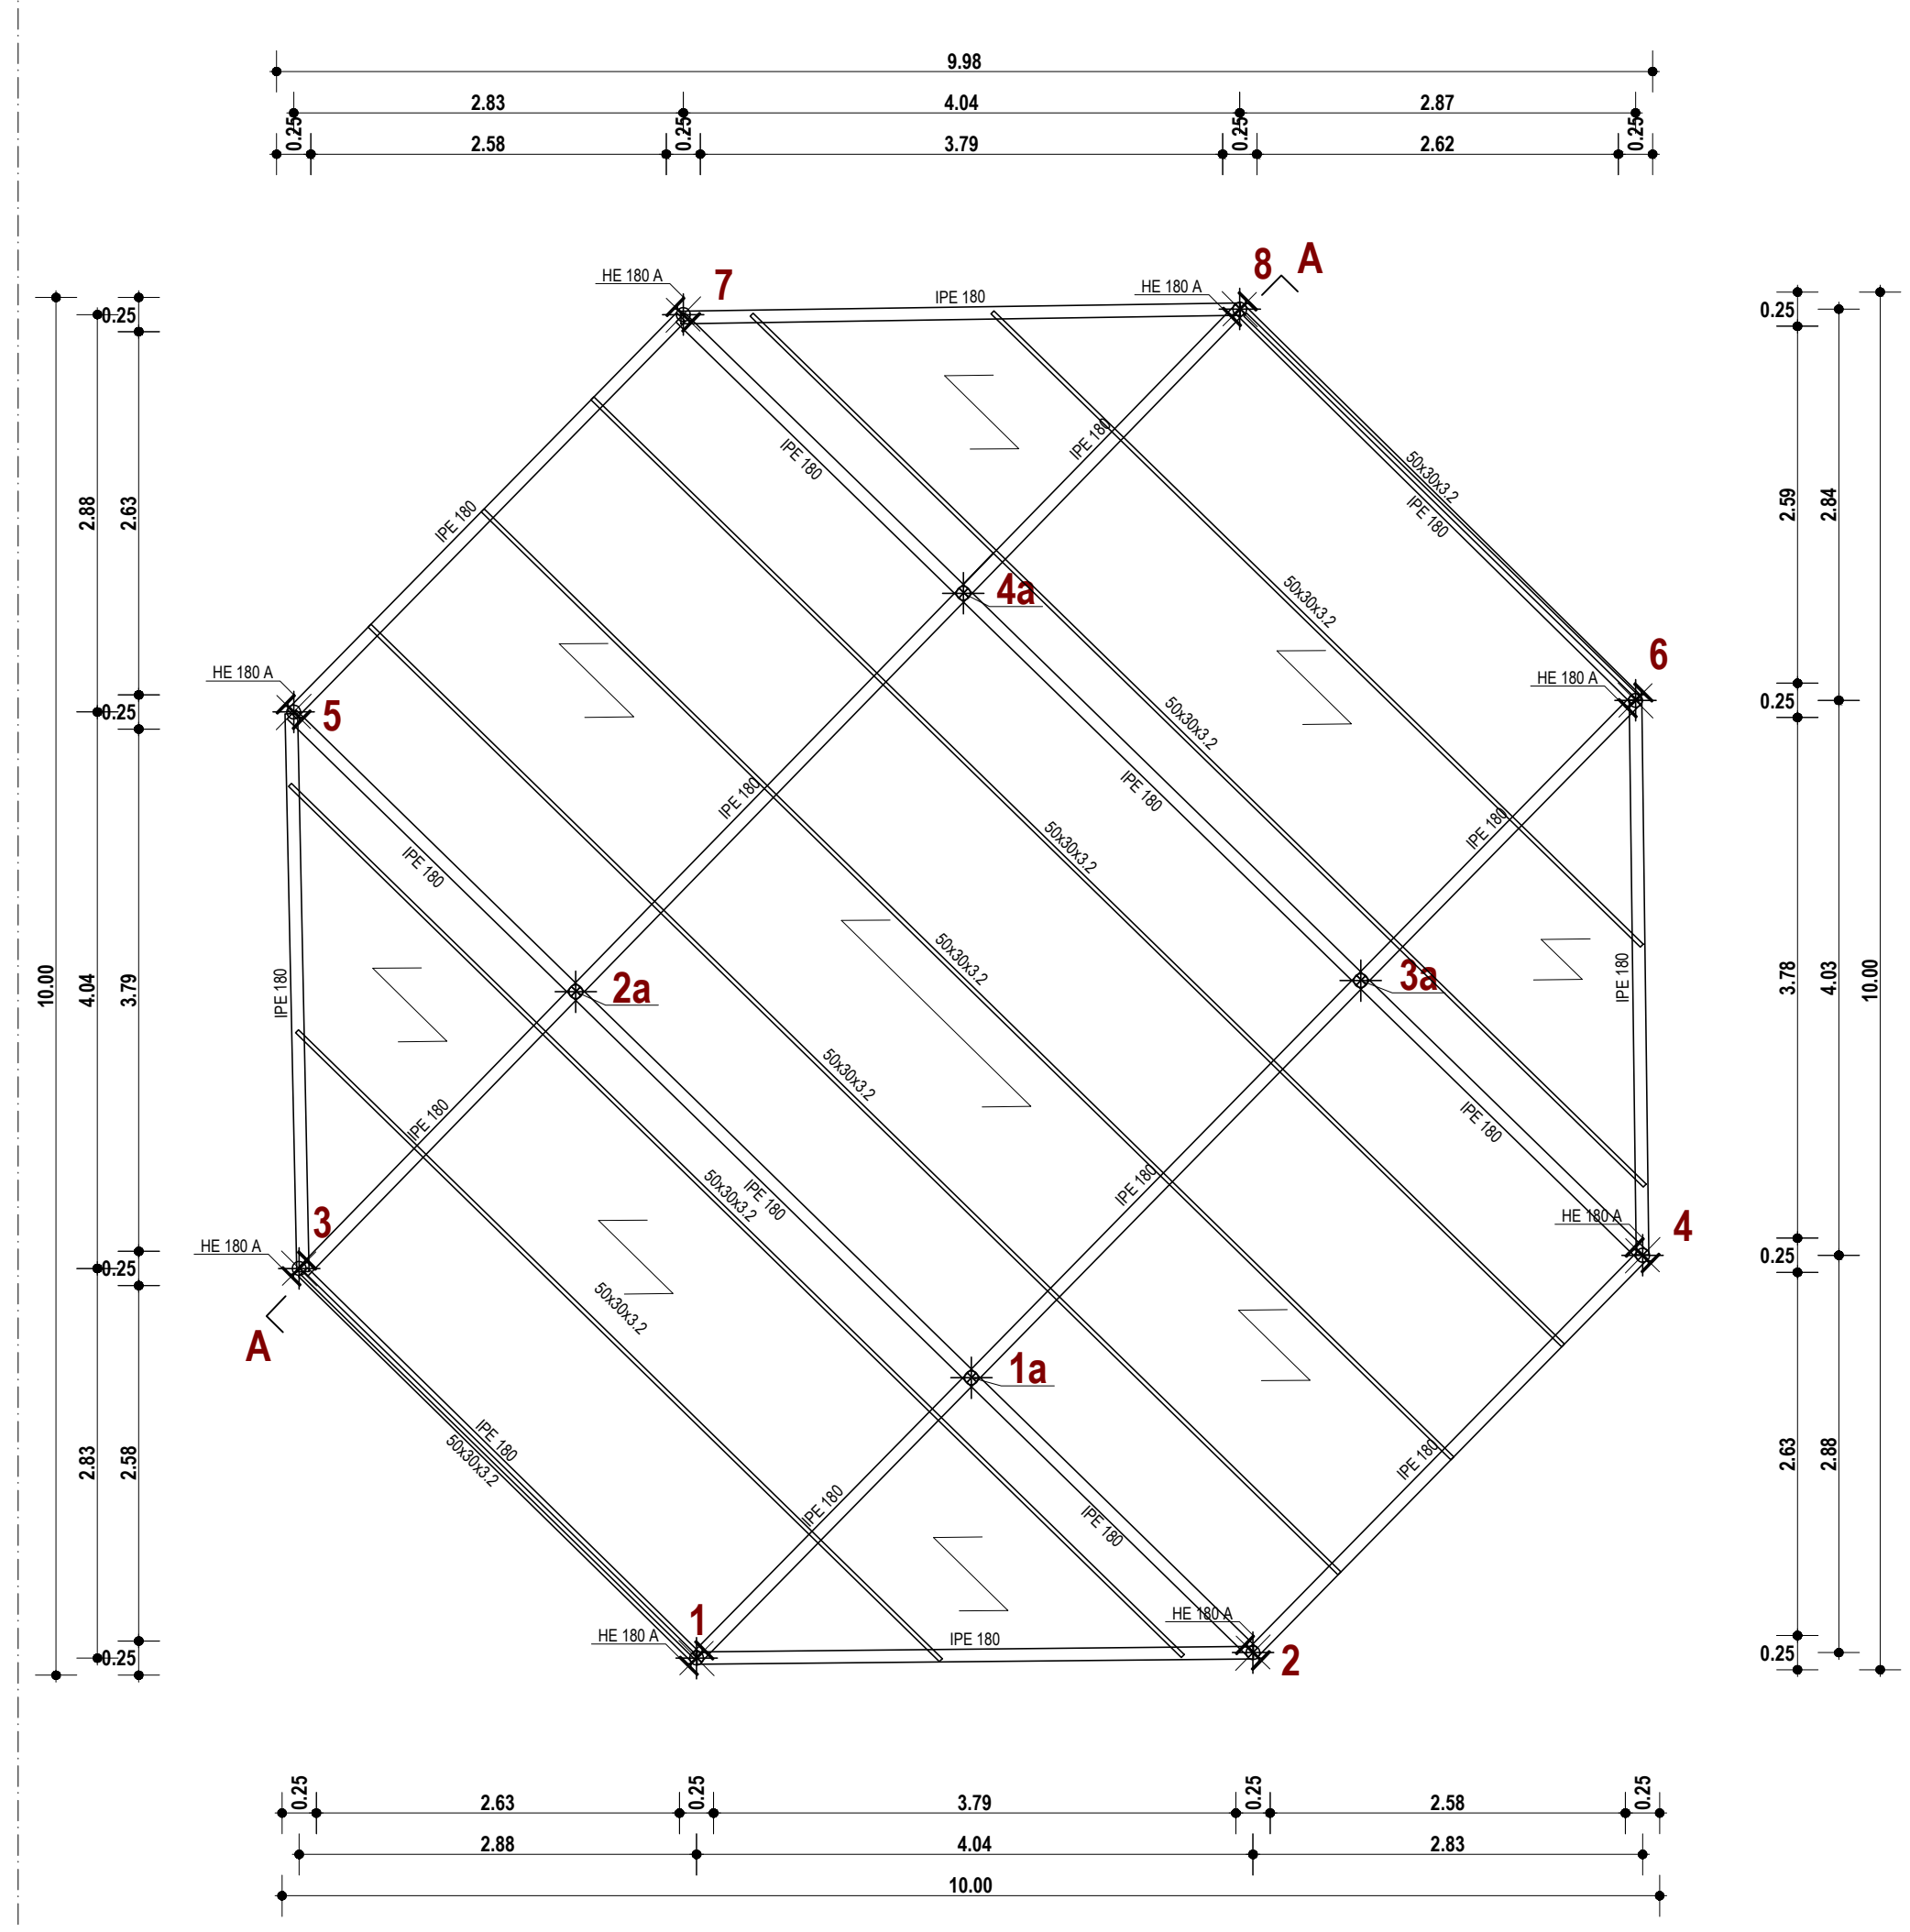 9.98
2.83 4.04 2.87
0.25 2.58 0.25 3.79 0.25 2.62 0.25
8 A
7
HE 180 A
HE 180 A
IPE 180
0.25
0.25
IPE 180
IPE 180
50x30x3.2
IPE 180
2.88 2.63
IPE 180
2.59 2.84
4a
50x30x3.2
6
HE 180 A
HE 180 A
5
0.25
0.25
50x30x3.2
IPE 180
IPE 180
IPE 180
50x30x3.2
IPE 180
50x30x3.2
2a
3a
IPE 180
IPE 180
10.00 4.04 3.79
3.78 4.03 10.00
50x30x3.2
IPE 180
IPE 180
IPE 180
50x30x3.2
IPE 180
3
HE 180 A
4
HE 180 A
0.25
0.25
A
50x30x3.2
1a
IPE 180
50x30x3.2
IPE 180
2.83 2.58
2.63 2.88
IPE 180
IPE 180
1
HE 180 A
HE 180 A
IPE 180
2
0.25
0.25
0.25 2.63 0.25 3.79 0.25 2.58 0.25
2.88 4.04 2.83
10.00